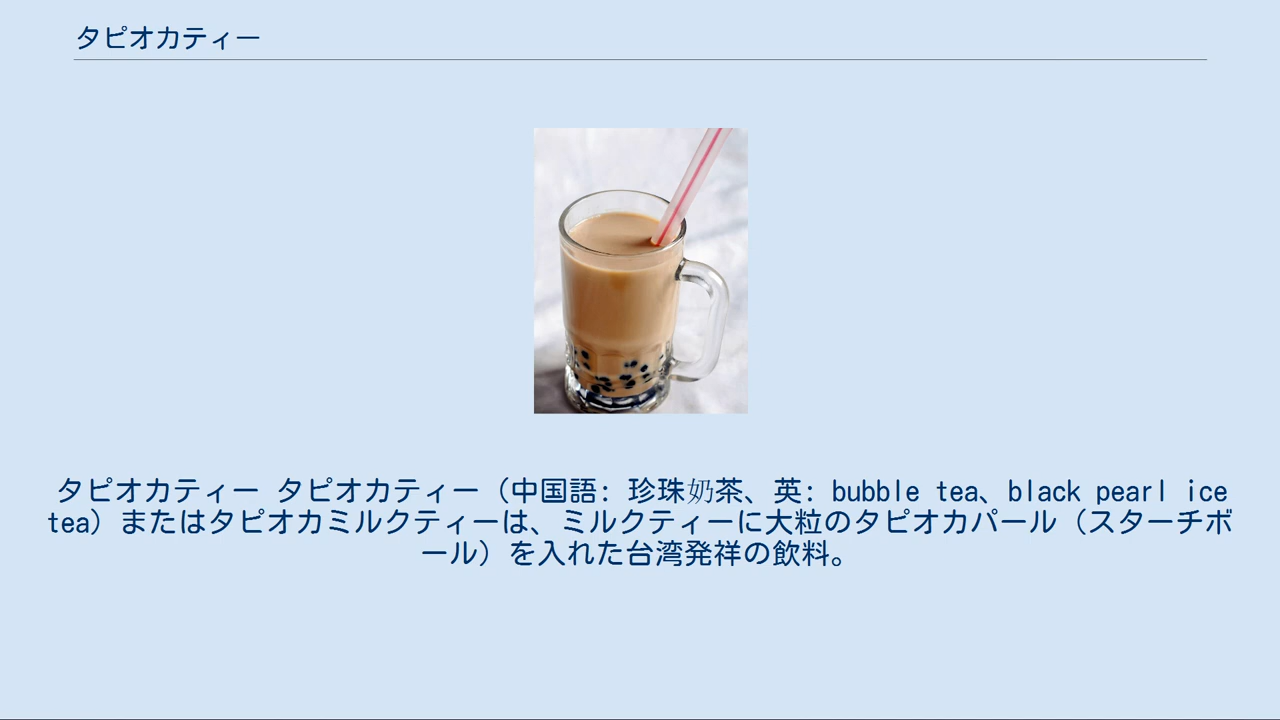 タピオカティー
タピオカティー タピオカティー（中国語: 珍珠奶茶、英: bubble tea、black pearl ice
tea）またはタピオカミルクティーは、ミルクティーに大粒のタピオカパール（スターチボ
ール）を入れた台湾発祥の飲料。